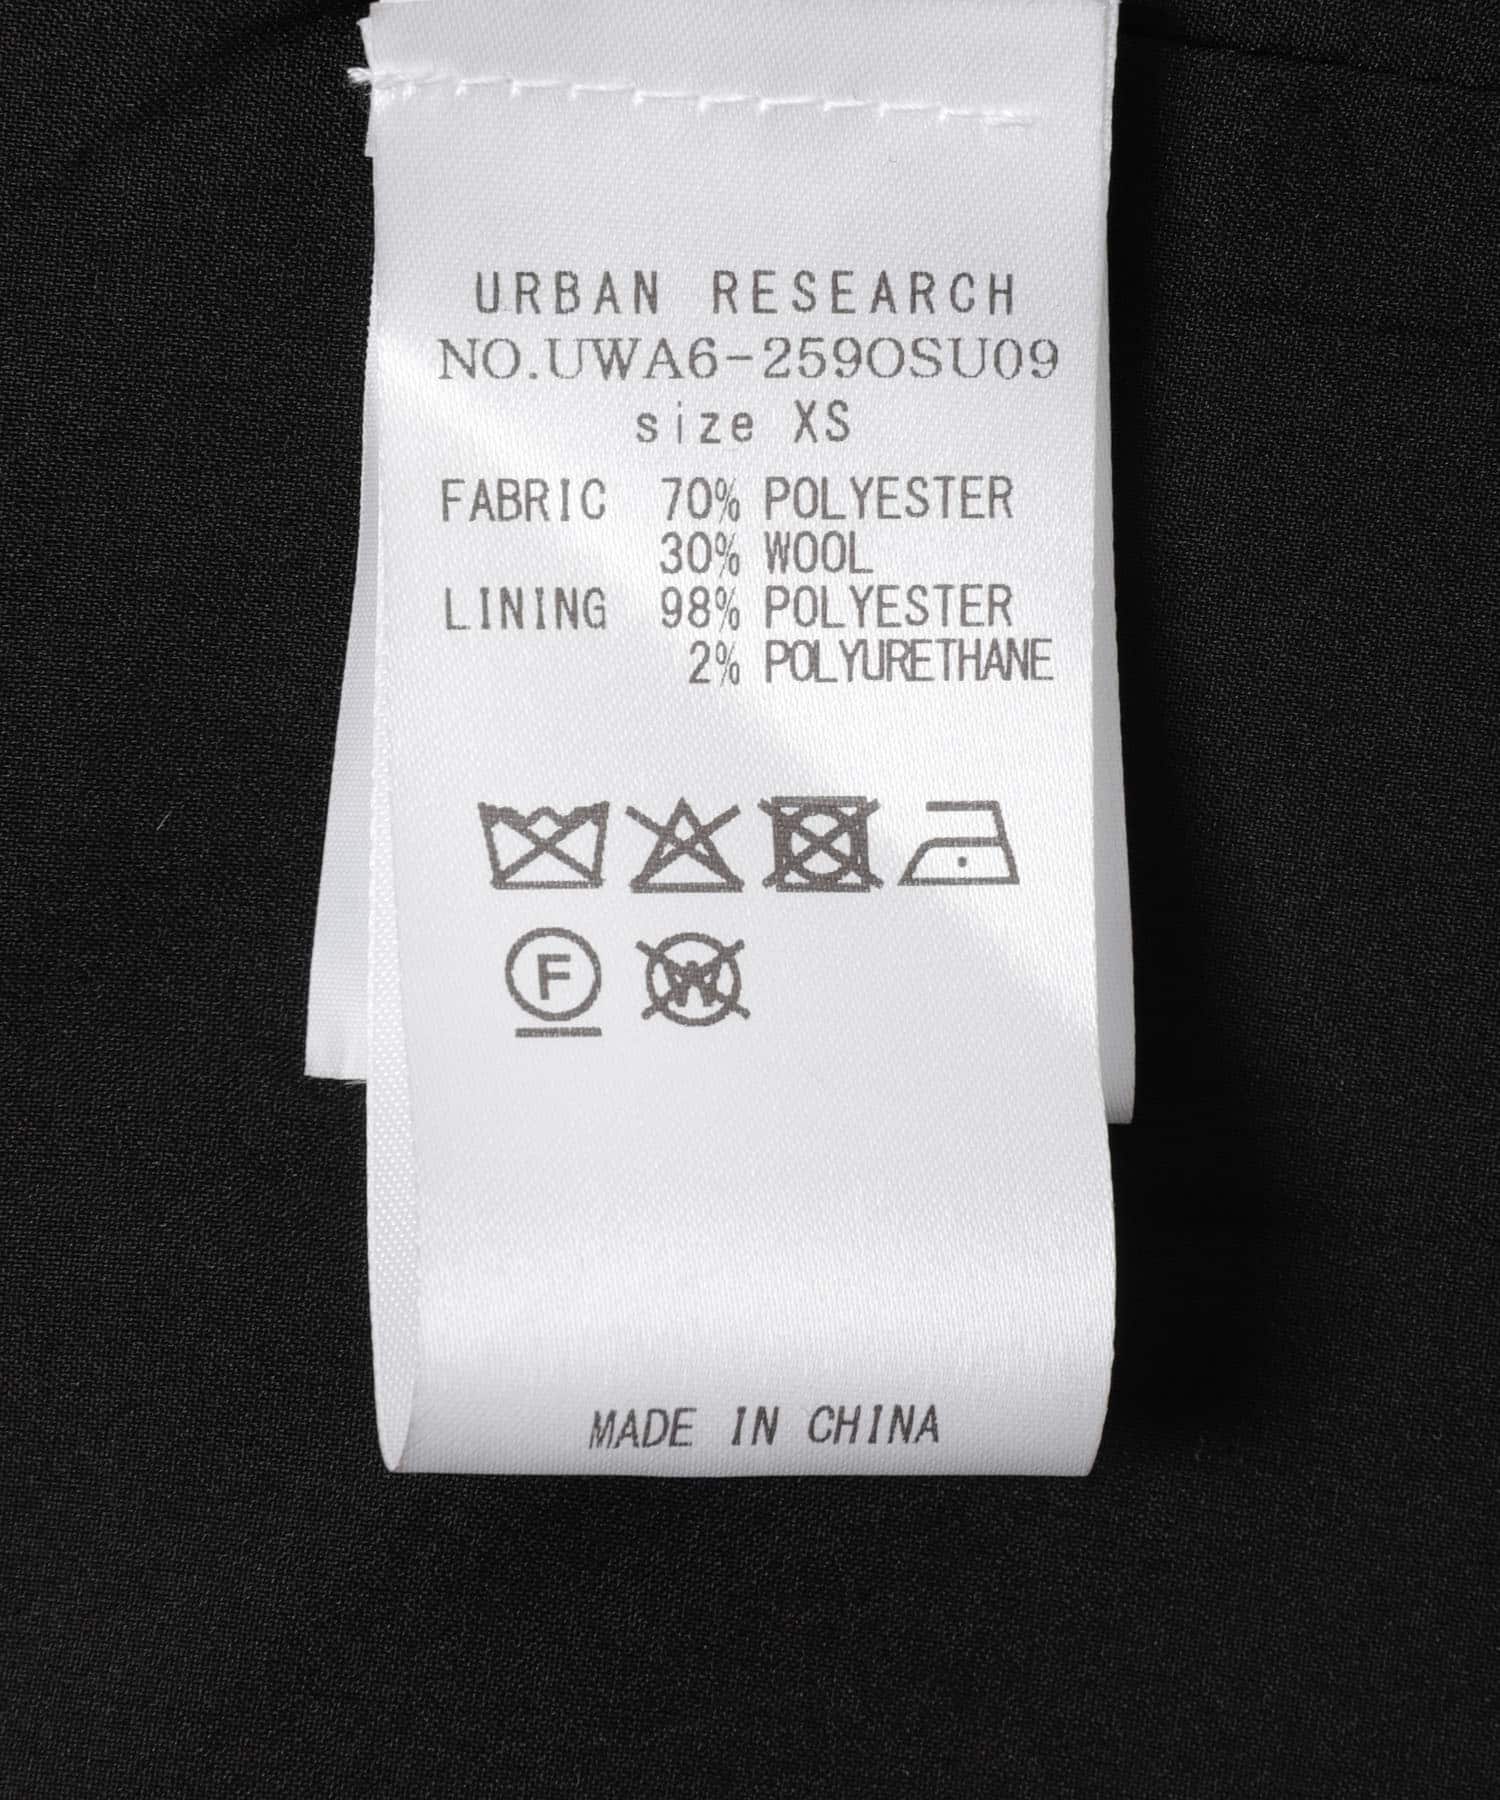 URBAN RESEARCH
NO.UWA6-259OSU09
size XS
FABRIC 70% POLYESTER
30% WOOL
LINING 98% POLYESTER
2% POLYURETHANE
F
W
MADE IN CHINA